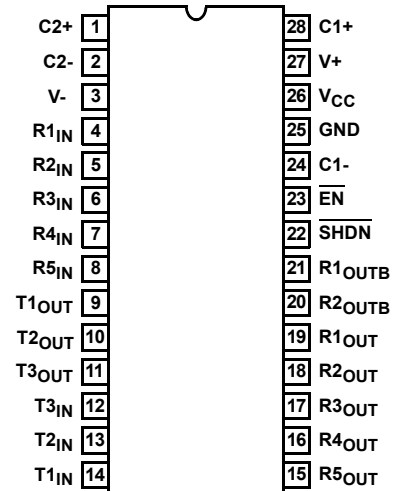 C2+ 1 28 C1+
C2- 2 27 V+
V- 3 26 VCC
R1IN 4 25 GND
R2IN 5 24 C1-
R3IN 6 23 EN
R4IN 7 22 SHDN
R5IN 8 21 R1OUTB
T1OUT 9 20 R2OUTB
T2OUT 10 19 R1OUT
T3OUT 11 18 R2OUT
T3IN 12 17 R3OUT
T2IN 13 16 R4OUT
T1IN 14 15 R5OUT